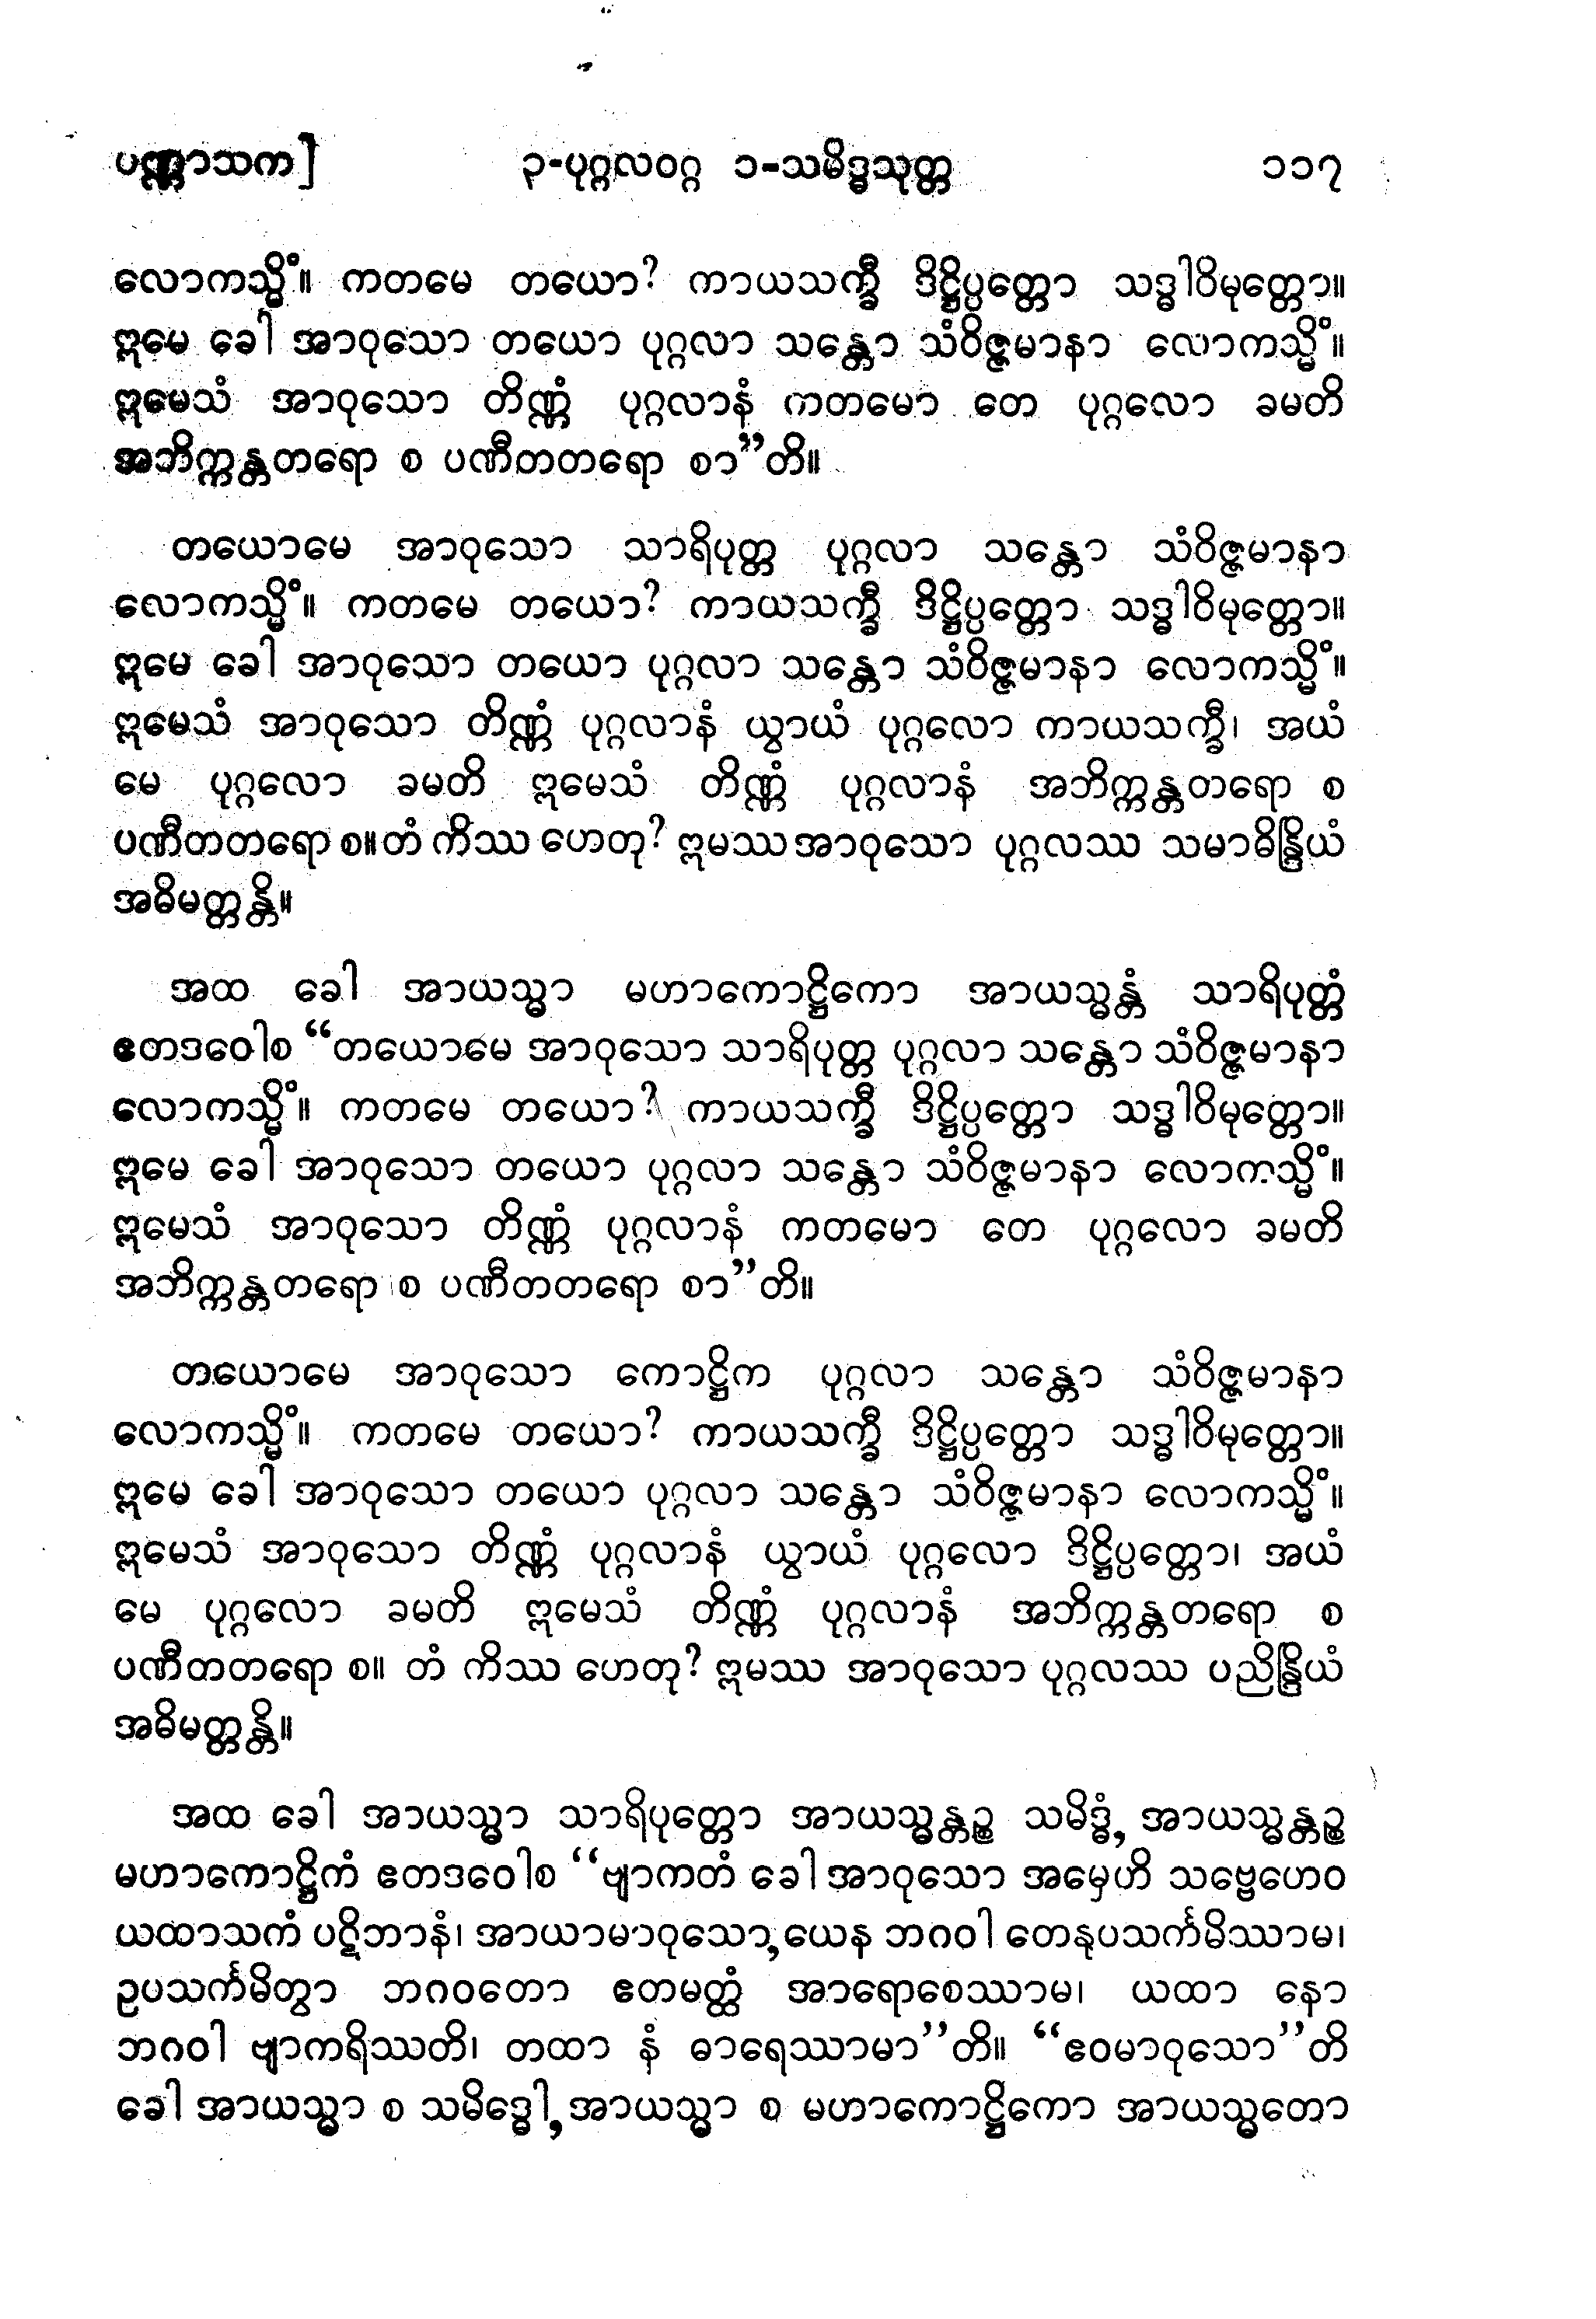 ပဏ္ဏာသက] ၃-ပုဂ္ဂလဝဂ္ဂ ၁-သမိဒ္ဓသုတ္တ ၁၁၇
လောကသ္မိံ။ ကတမေ တယော? ကာယသက္ခီ ဒိဋ္ဌိပ္ပတ္တော သဒ္ဓါဝိမုတ္တော။
ဣမေ ခေါ အာဝုသော တယော ပုဂ္ဂလာ သန္တော သံဝိဇ္ဇမာနာ လောကသ္မိံ။
ဣမေသံ အာဝုသော တိဏ္ဏံ ပုဂ္ဂလာနံ ကတမော တေ ပုဂ္ဂလော ခမတိ
အဘိက္ကန္တတရော စ ပဏီတတရော စာ”တိ။
တယောမေ အာဝုသော သာရိပုတ္တ ပုဂ္ဂလာ သန္တော သံဝိဇ္ဇမာနာ
လောကသ္မိံ။ ကတမေ တယော? ကာယသက္ခီ ဒိဋ္ဌိပ္ပတ္တော သဒ္ဓါဝိမုတ္တော။
ဣမေ ခေါ အာဝုသော တယော ပုဂ္ဂလာ သန္တော သံဝိဇ္ဇမာနာ လောကသ္မိံ။
ဣမေသံ အာဝုသော တိဏ္ဏံ ပုဂ္ဂလာနံ ယွာယံ ပုဂ္ဂလော ကာယသက္ခီ၊ အယံ
မေ ပုဂ္ဂလော ခမတိ ဣမေသံ တိဏ္ဏံ ပုဂ္ဂလာနံ အဘိက္ကန္တတရော စ
ပဏီတတရော စ။ တံ ကိဿ ဟေတု? ဣမဿ အာဝုသော ပုဂ္ဂလဿ သမာဓိန္ဒြိယံ
အဓိမတ္တန္တိ။
အထ ခေါ အာယသ္မာ မဟာကောဋ္ဌိကော အာယသ္မန္တံ သာရိပုတ္တံ
ဧတဒဝေါစ “တယောမေ အာဝုသော သာရိပုတ္တ ပုဂ္ဂလာ သန္တော သံဝိဇ္ဇမာနာ
လောကသ္မိံ။ ကတမေ တယော? ကာယသက္ခီ ဒိဋ္ဌိပ္ပတ္တော သဒ္ဓါဝိမုတ္တော။
ဣမေ ခေါ အာဝုသော တယော ပုဂ္ဂလာ သန္တော သံဝိဇ္ဇမာနာ လောကသ္မိံ။
ဣမေသံ အာဝုသော တိဏ္ဏံ ပုဂ္ဂလာနံ ကတမော တေ ပုဂ္ဂလော ခမတိ
အဘိက္ကန္တတရော စ ပဏီတတရော စာ”တိ။
တယောမေ အာဝုသော ကောဋ္ဌိက ပုဂ္ဂလာ သန္တော သံဝိဇ္ဇမာနာ
လောကသ္မိံ။ ကတမေ တယော? ကာယသက္ခီ ဒိဋ္ဌိပ္ပတ္တော သဒ္ဓါဝိမုတ္တော။
ဣမေ ခေါ အာဝုသော တယော ပုဂ္ဂလာ သန္တော သံဝိဇ္ဇမာနာ လောကသ္မိံ။
ဣမေသံ အာဝုသော တိဏ္ဏံ ပုဂ္ဂလာနံ ယွာယံ ပုဂ္ဂလော ဒိဋ္ဌိပ္ပတ္တော၊ အယံ
မေ ပုဂ္ဂလော ခမတိ ဣမေသံ တိဏ္ဏံ ပုဂ္ဂလာနံ အဘိက္ကန္တတရော စ
ပဏီတတရော စ။ တံ ကိဿ ဟေတု? ဣမဿ အာဝုသော ပုဂ္ဂလဿ ပညိန္ဒြိယံ
အဓိမတ္တန္တိ။
အထ ခေါ အာယသ္မာ သာရိပုတ္တော အာယသ္မန္တဉ္စ သမိဒ္ဓံ, အာယသ္မန္တဉ္စ
မဟာကောဋ္ဌိကံ ဧတဒဝေါစ “ဗျာကတံ ခေါ အာဝုသော အမှေဟိ သဗ္ဗေဟေဝ
ယထာသကံ ပဋိဘာနံ၊ အာယာမာဝုသော, ယေန ဘဂဝါ တေနုပသင်္ကမိဿာမ၊
ဥပသင်္ကမိတွာ ဘဂဝတော ဧတမတ္ထံ အာရောစေဿာမ၊ ယထာ နော
ဘဂဝါ ဗျာကရိဿတိ၊ တထာ နံ ဓာရေဿာမာ”တိ။ “ဧဝမာဝုသော”တိ
ခေါ အာယသ္မာ စ သမိဒ္ဓေါ, အာယသ္မာ စ မဟာကောဋ္ဌိကော အာယသ္မတော